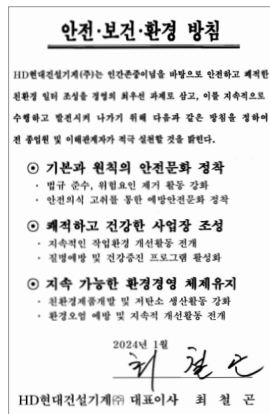 안전·보건·환경 방침
HD현대건설기계(주)는 인간존중이념을 바탕으로 안전하고 쾌적한
친환경 일터 조성을 경영의 최우선 과제로 삼고, 이를 지속적으로
수행하고 발전시켜 나가기 위해 다음과 같은 방침을 정하여
전 종업원 및 이해관계자가 적극 실천할 것을 밝힌다.
⊙ 기본과 원칙의 안전문화 정착
· 법규 준수, 위험요인 제거 활동 강화
· 안전의식 고취를 통한 예방안전문화 정착
⊙ 쾌적하고 건강한 사업장 조성
· 지속적인 작업환경 개선활동 전개
· 질병예방 및 건강증진 프로그램 활성화
⊙ 지속 가능한 환경경영 체제유지
· 친환경제품개발 및 저탄소 생산활동 강화
· 환경오염 예방 및 지속적 개선활동 전개
2024년 1월
최 철 곤
HD현대건설기계㈜ 대표이사 최 철 곤